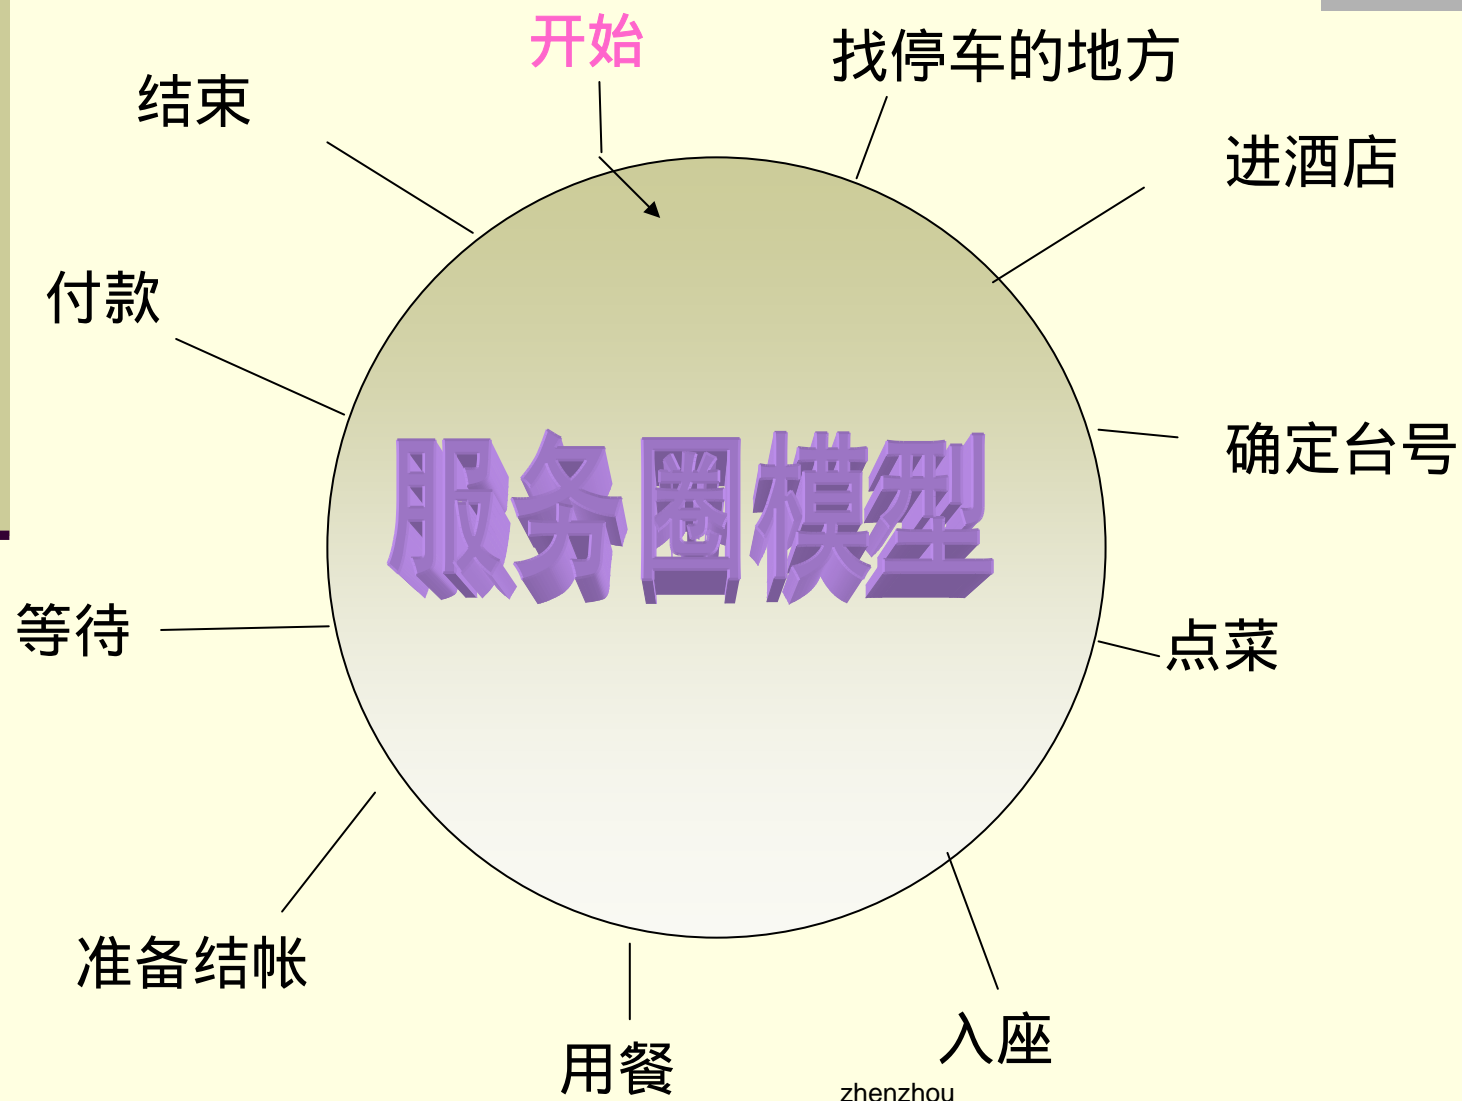 开始
找停车的地方
进酒店
确定台号
点菜
入座
用餐
准备结帐
等待
付款
结束
服务圈模型
zhenzhou